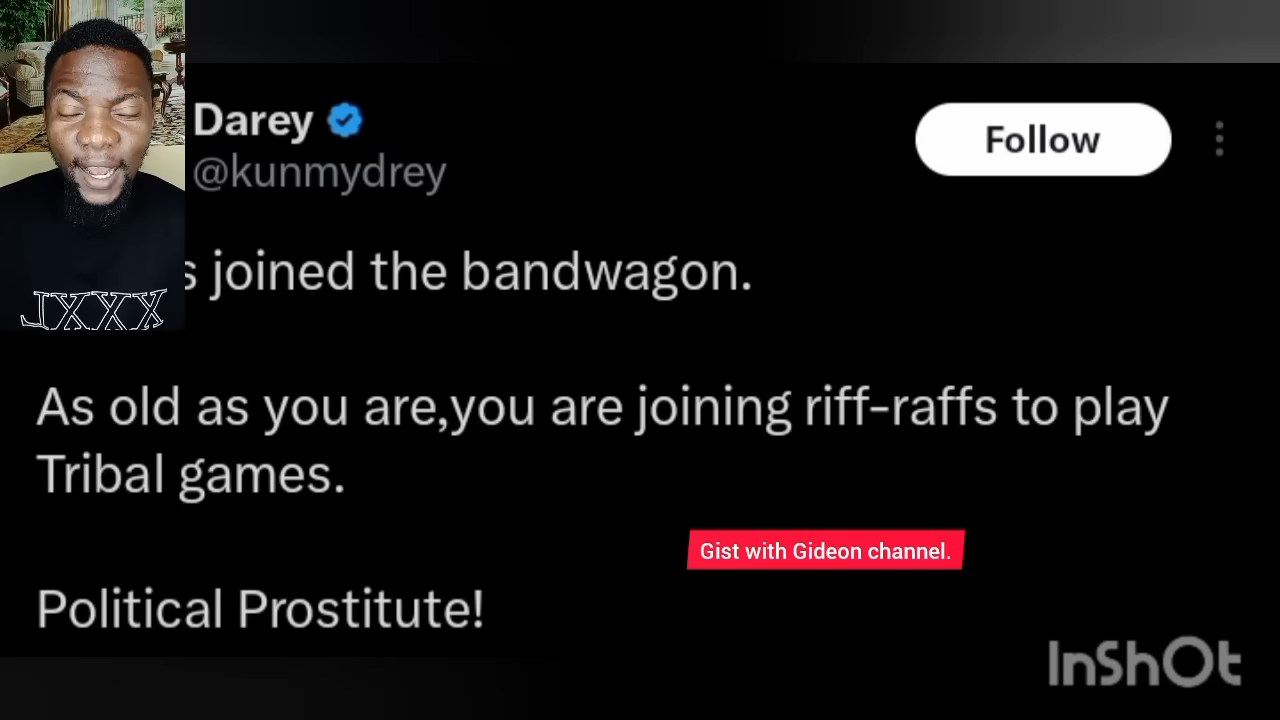 Darey
@kunmydrey
Follow
joined the bandwagon.
As old as you are,you are joining riff-raffs to play
Tribal games.
Gist with Gideon channel.
Political Prostitute!
InShOt